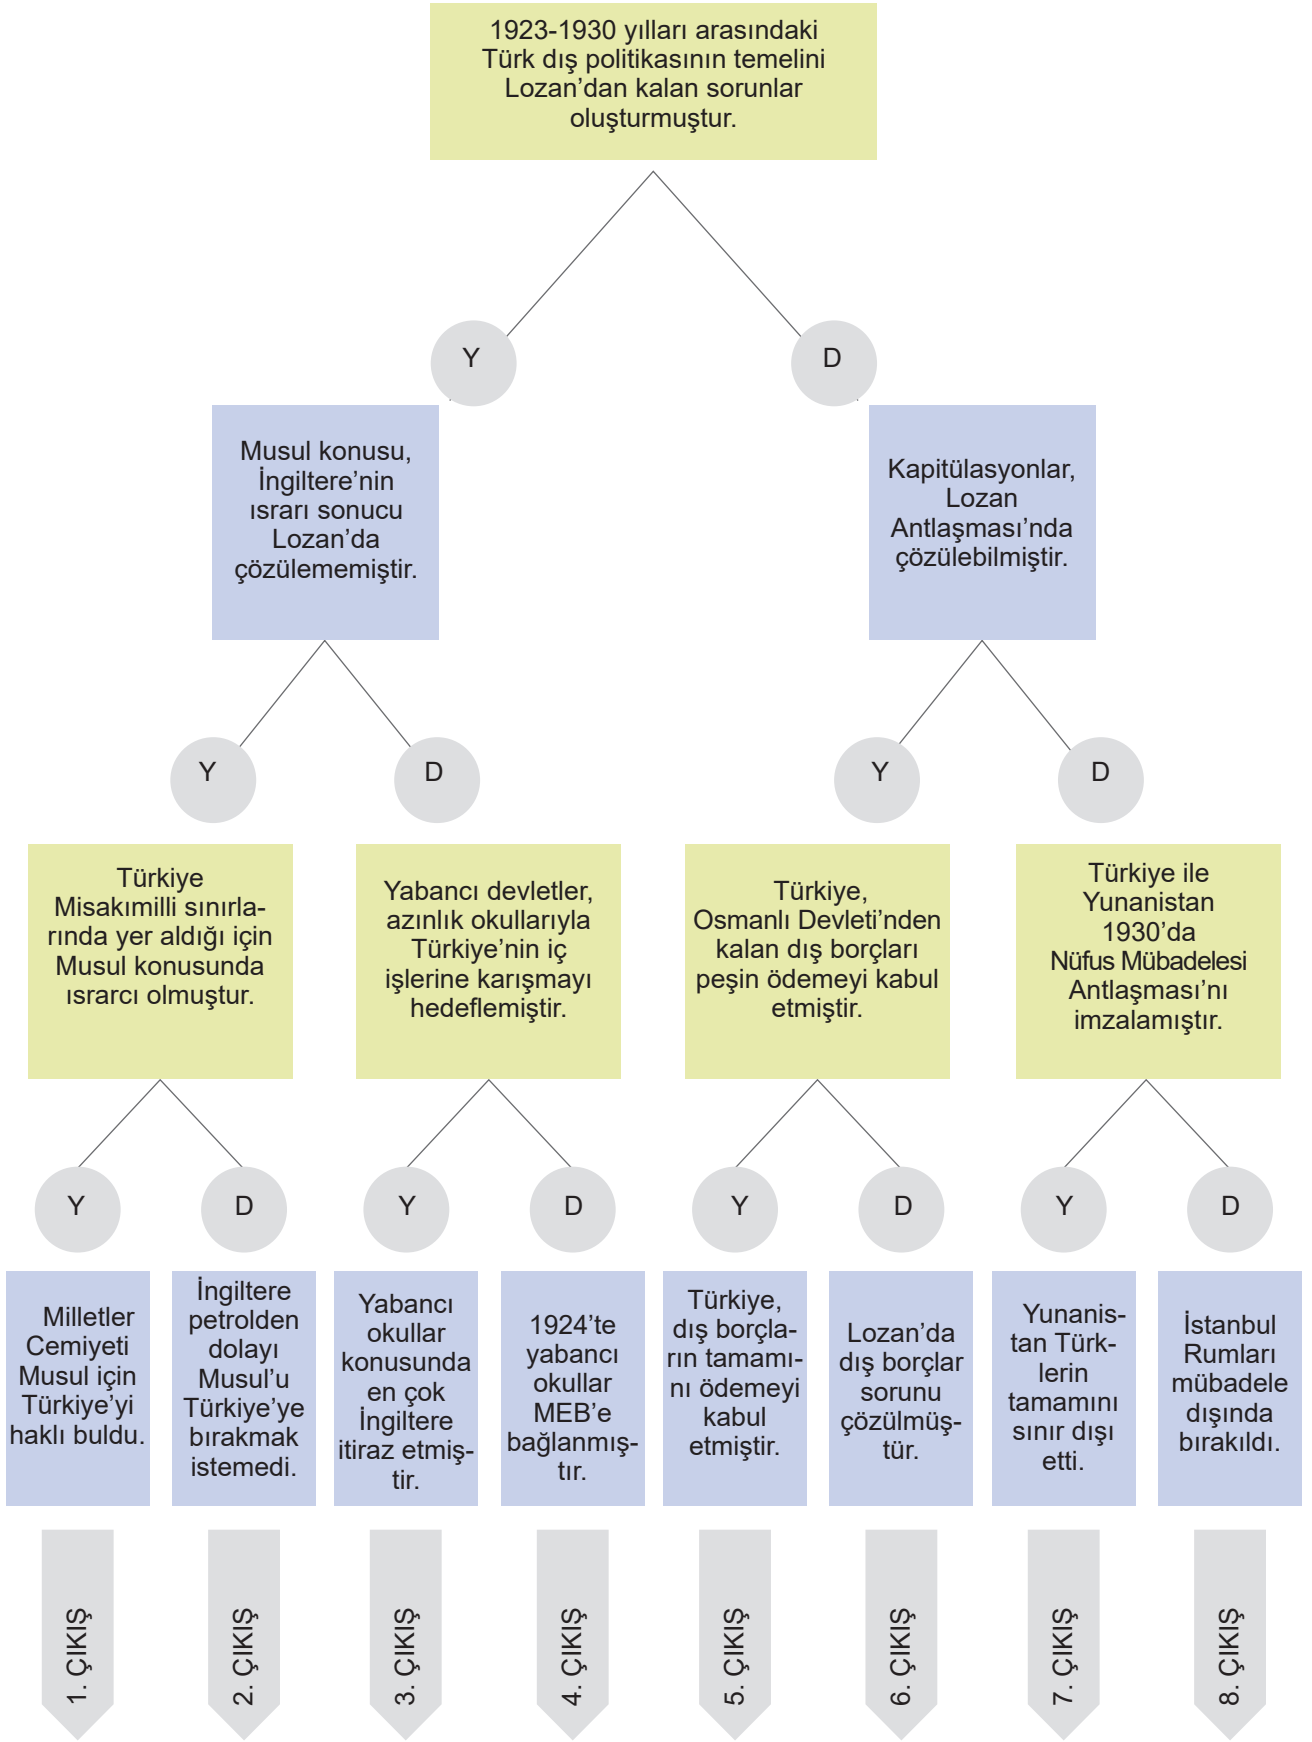 1923-1930 yılları arasındaki
Türk dış politikasının temelini
Lozan’dan kalan sorunlar
oluşturmuştur.
Y
D
Musul konusu,
İngiltere’nin
ısrarı sonucu
Lozan’da
çözülememiştir.
Kapitülasyonlar,
Lozan
Antlaşması’nda
çözülebilmiştir.
Y
D
Y
D
Türkiye
Misakımilli sınırla-
rında yer aldığı için
Musul konusunda
ısrarcı olmuştur.
Yabancı devletler,
azınlık okullarıyla
Türkiye’nin iç
işlerine karışmayı
hedeflemiştir.
Türkiye,
Osmanlı Devleti’nden
kalan dış borçları
peşin ödemeyi kabul
etmiştir.
Türkiye ile
Yunanistan
1930’da
Nüfus Mübadelesi
Antlaşması’nı
imzalamıştır.
Y
D
Y
D
Y
D
Y
D
Milletler
Cemiyeti
Musul için
Türkiye’yi
haklı buldu.
İngiltere
petrolden
dolayı
Musul’u
Türkiye’ye
bırakmak
istemedi.
Yabancı
okullar
konusunda
en çok
İngiltere
itiraz etmiş-
tir.
1924’te
yabancı
okullar
MEB’e
bağlanmış-
tır.
Türkiye,
dış borçla-
rın tamamı-
nı ödemeyi
kabul
etmiştir.
Lozan’da
dış borçlar
sorunu
çözülmüş-
tür.
Yunanis-
tan Türk-
lerin
tamamını
sınır dışı
etti.
İstanbul
Rumları
mübadele
dışında
bırakıldı.
1. ÇIKIŞ
2. ÇIKIŞ
3. ÇIKIŞ
4. ÇIKIŞ
5. ÇIKIŞ
6. ÇIKIŞ
7. ÇIKIŞ
8. ÇIKIŞ